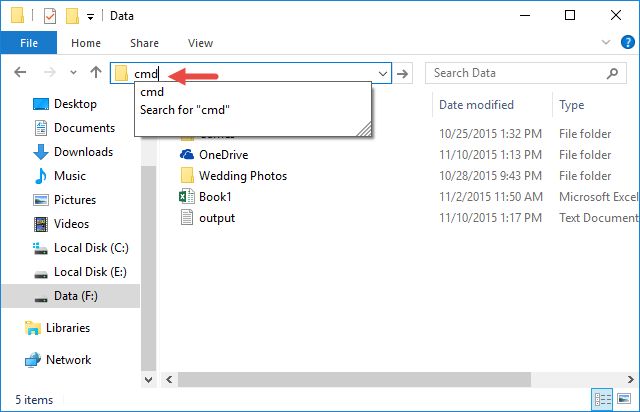 Data
File Home Share View
cmd Search Data
cmd
Search for "cmd"
Date modified Type
Desktop
Documents
Downloads
Music
Pictures
Videos
Local Disk (C:)
Local Disk (E:)
Data (F:)
Libraries
Network
10/25/2015 1:32 PM File folder
OneDrive 11/10/2015 1:13 PM File folder
Wedding Photos 10/28/2015 9:43 PM File folder
Book1 11/2/2015 11:50 AM Microsoft Excel
output 11/10/2015 1:17 PM Text Document
5 items